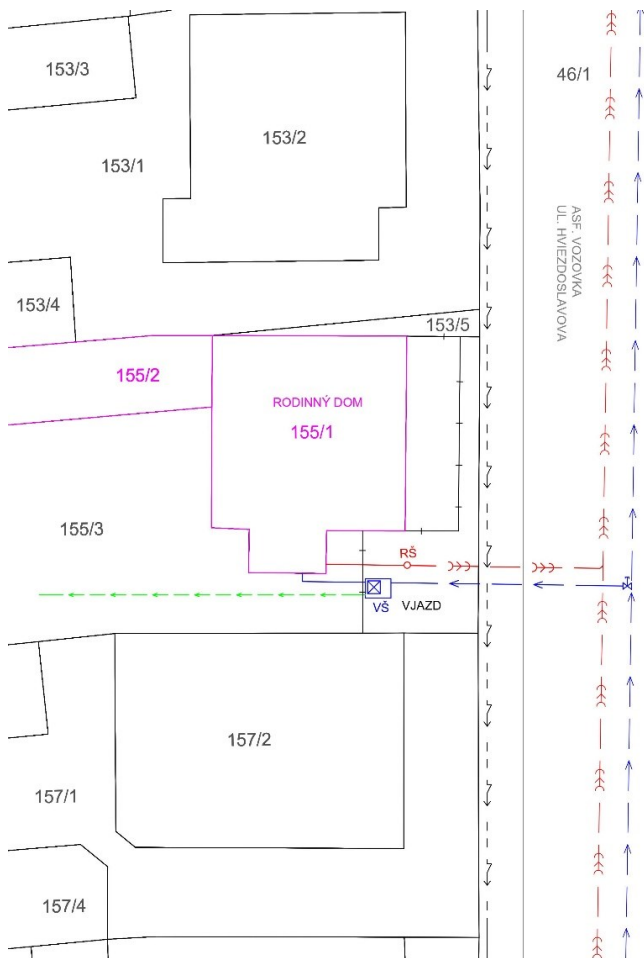 153/3
46/1
153/2
153/1
ASF. VOZOVKA
UL. HVIEZDOSLAVOVA
153/4
153/5
155/2
RODINNÝ DOM
155/1
155/3
RŠ
VŠ
VJAZD
157/2
157/1
157/4